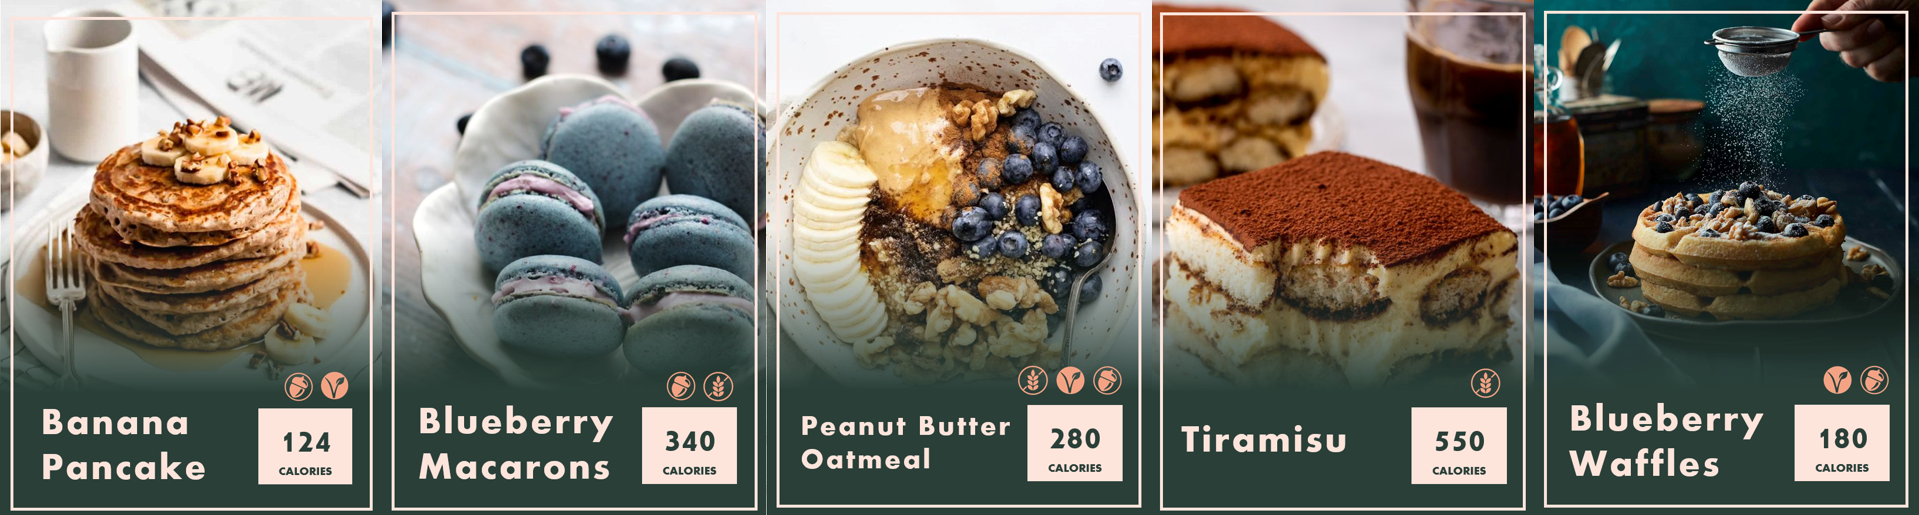 Banana
Pancake
124
CALORIES
Blueberry
Macarons
340
CALORIES
Peanut Butter
Oatmeal
280
CALORIES
Tiramisu
550
CALORIES
Blueberry
Waffles
180
CALORIES